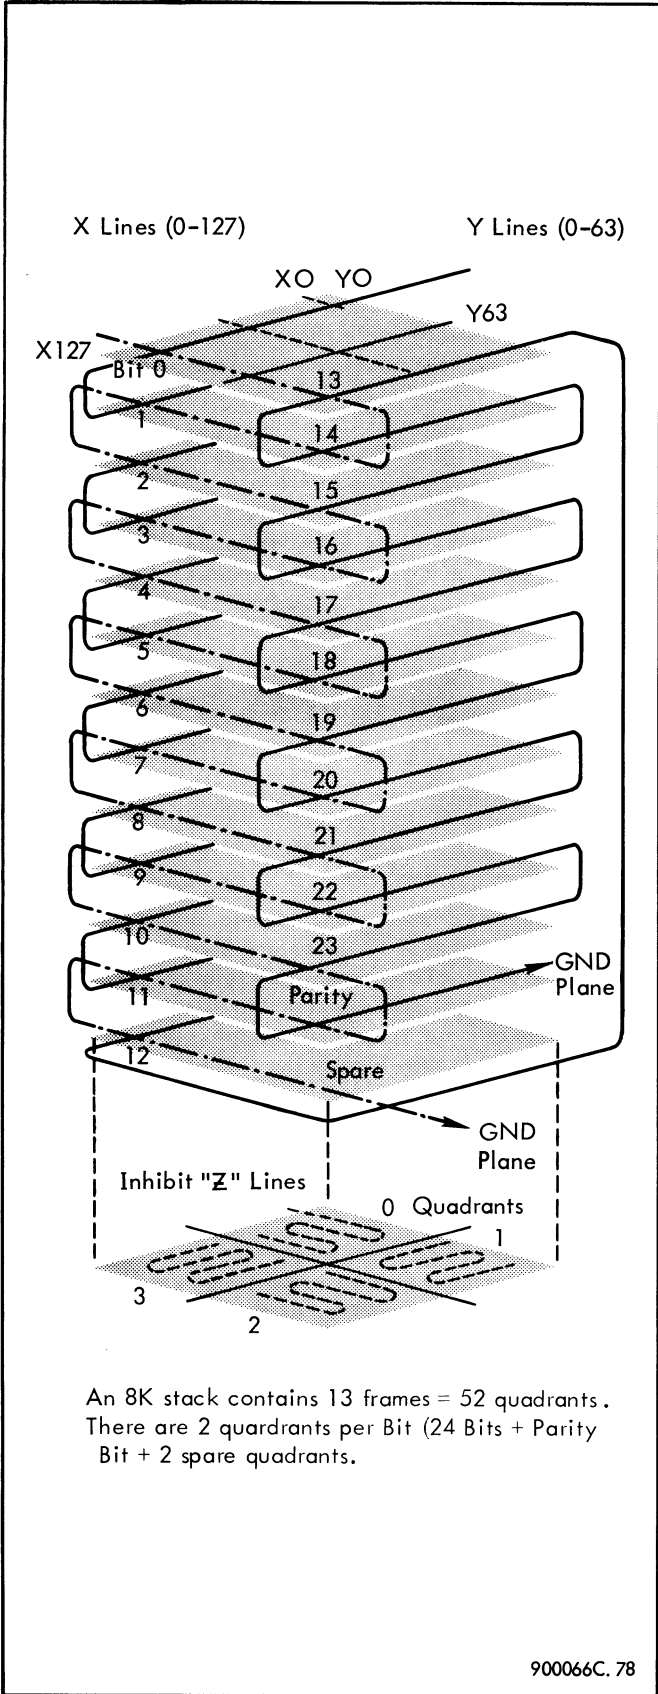 X Lines (0-127) Y Lines (0-63)
XO YO
Y63
X127
Bit 0
13
1
14
2
15
3
16
4
17
5
18
6
19
7
20
8
21
9
22
10
23
GND
Plane
11
Parity
12
Spare
GND
Plane
Inhibit "Z" Lines
0 Quadrants
1
3
2
An 8K stack contains 13 frames = 52 quadrants.
There are 2 quardrants per Bit (24 Bits + Parity
Bit + 2 spare quadrants.
900066C. 78